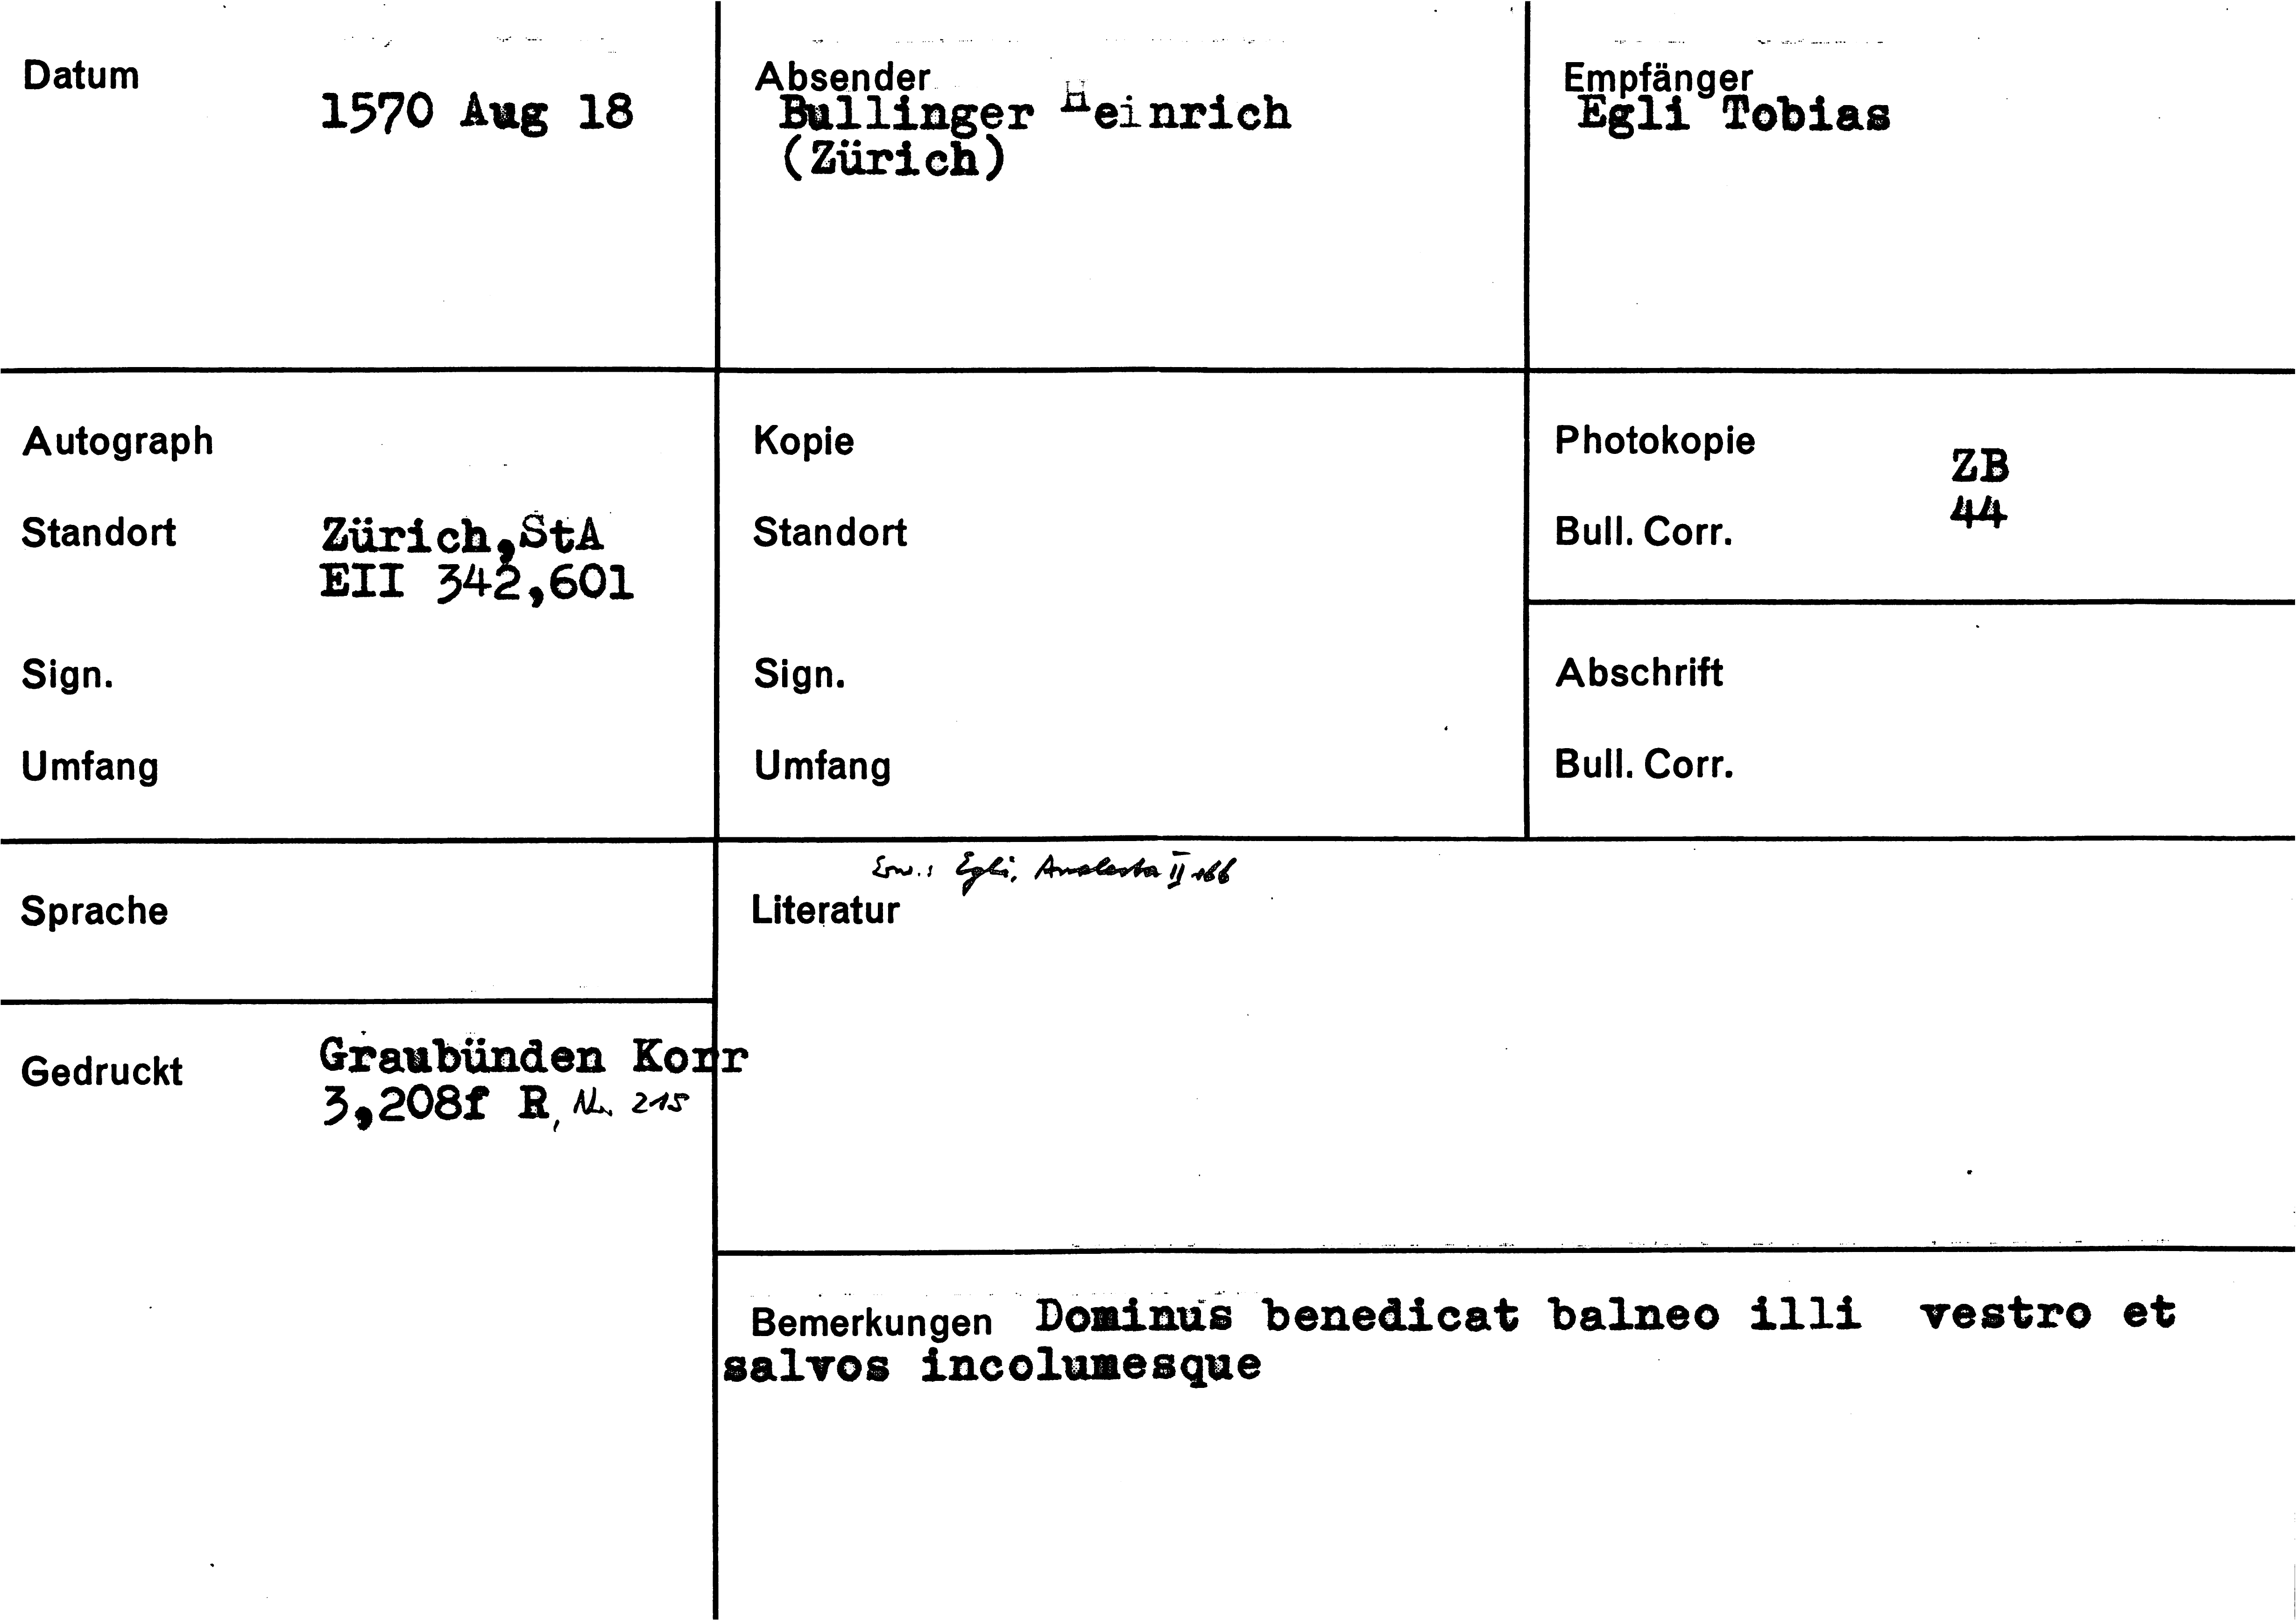 Datum
1570 Aug 18
Absender
Bullinger Heinrich
(Zürich)
Empfänger
Egli Tobias
Autograph
Standort
Zürich,StA
EII 342,601
Sign.
Umfang
Kopie
Standort
Sign.
Umfang
Photokopie
ZB
Bull. Corr.
44
Abschrift
Bull. Corr.
Sprache
Erw.: Egli, Analecta II 166
Literatur
Gedruckt
Graubünden Korr
3,208f R, Nr. 215
Bemerkungen Dominus benedicat balneo illi vestro et
salvos incolumesque